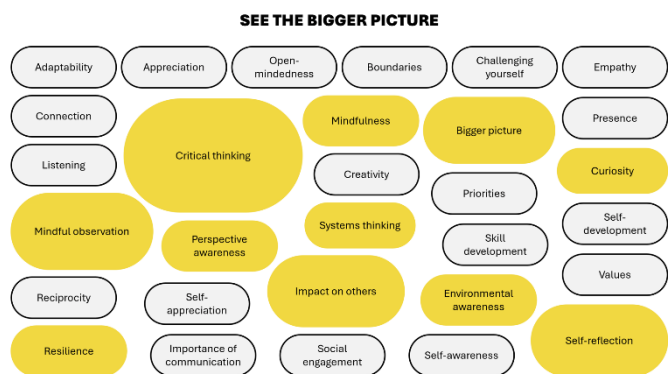 SEE THE BIGGER PICTURE
Adaptability
Appreciation
Open-
mindedness
Boundaries
Challenging
yourself
Empathy
Connection
Critical thinking
Mindfulness
Bigger picture
Presence
Listening
Creativity
Curiosity
Priorities
Mindful observation
Perspective
awareness
Systems thinking
Skill
development
Self-
development
Reciprocity
Self-
appreciation
Impact on others
Environmental
awareness
Values
Resilience
Importance of
communication
Social
engagement
Self-awareness
Self-reflection